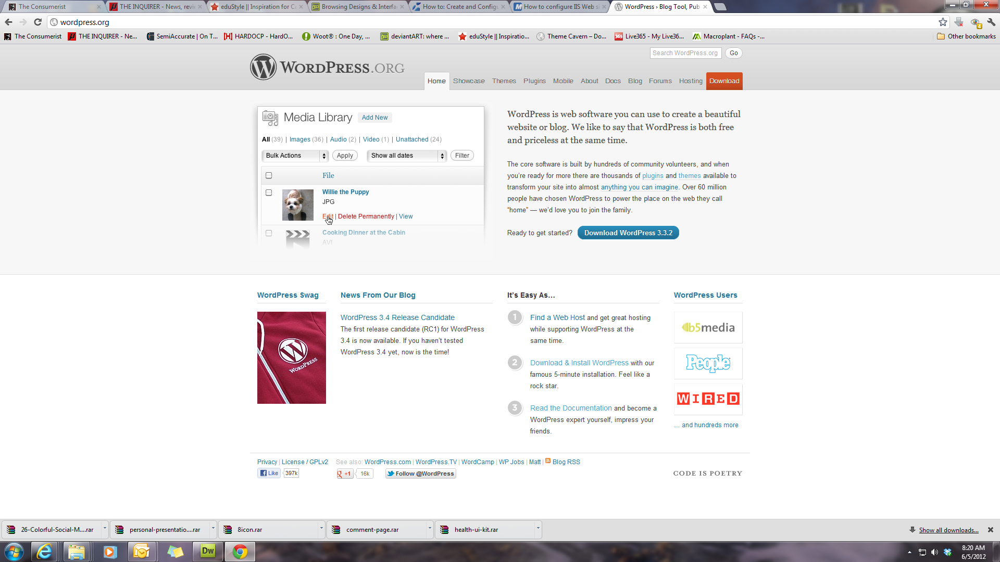 The Consumerist
THE INQUIRER - News, revi
eduStyle || Inspiration for C
Browsing Designs & Interfa
How to: Create and Configu
How to configure IIS Web si
WordPress › Blog Tool, Pub
wordpress.org
The Consumerist
THE INQUIRER - Ne...
SemiAccurate | On T...
[H] HARDOCP - HardO...
Woot® : One Day, ...
deviantART: where ...
eduStyle || Inspiratio...
Theme Cavern – Do...
365 Live365 - My Live36...
Macroplant - FAQs -...
Other bookmarks
WORDPRESS.ORG
Search WordPress.org
Go
Home
Showcase
Themes
Plugins
Mobile
About
Docs
Blog
Forums
Hosting
Download
Media Library Add New
All (39) | Images (36) | Audio (2) | Video (1) | Unattached (24)
Bulk Actions Apply Show all dates Filter
File
Willie the Puppy
JPG
Edit | Delete Permanently | View
Cooking Dinner at the Cabin
AVI
WordPress is web software you can use to create a beautiful
website or blog. We like to say that WordPress is both free
and priceless at the same time.
The core software is built by hundreds of community volunteers, and when
you’re ready for more there are thousands of plugins and themes available to
transform your site into almost anything you can imagine. Over 60 million
people have chosen WordPress to power the place on the web they call
“home” — we’d love you to join the family.
Ready to get started? Download WordPress 3.3.2
WordPress Swag
WORDPRESS
News From Our Blog
WordPress 3.4 Release Candidate
The first release candidate (RC1) for WordPress
3.4 is now available. If you haven’t tested
WordPress 3.4 yet, now is the time!
It’s Easy As…
1 Find a Web Host and get great hosting
while supporting WordPress at the
same time.
2 Download & Install WordPress with our
famous 5-minute installation. Feel like a
rock star.
3 Read the Documentation and become a
WordPress expert yourself, impress your
friends.
WordPress Users
b5media
People
WIRED
… and hundreds more
Privacy | License / GPLv2 See also: WordPress.com | WordPress.TV | WordCamp | WP Jobs | Matt | Blog RSS
Like 397k
g +1 16k
Follow @WordPress
CODE IS POETRY
26-Colorful-Social-M....rar
personal-presentatio....rar
8icon.rar
comment-page.rar
health-ui-kit.rar
Show all downloads...
Dw
8:20 AM
6/5/2012